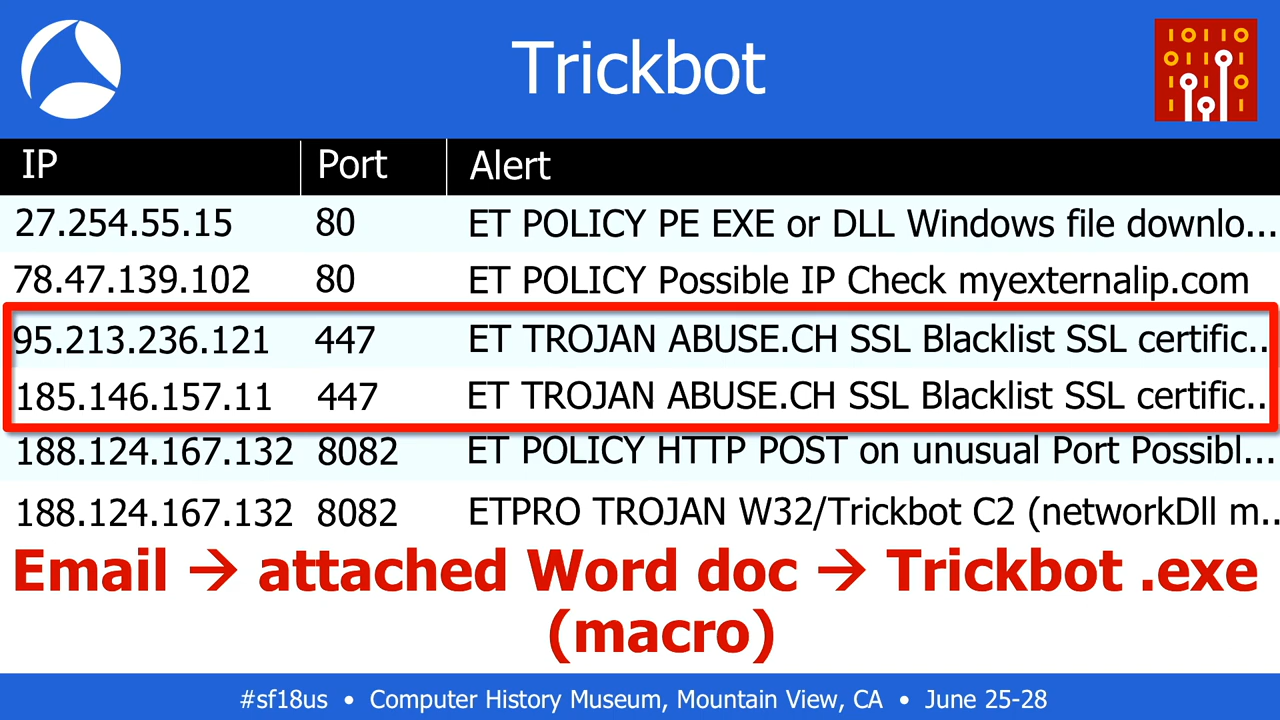 Trickbot
IP Port Alert
27.254.55.15 80 ET POLICY PE EXE or DLL Windows file downlo...
78.47.139.102 80 ET POLICY Possible IP Check myexternalip.com
95.213.236.121 447 ET TROJAN ABUSE.CH SSL Blacklist SSL certific..
185.146.157.11 447 ET TROJAN ABUSE.CH SSL Blacklist SSL certific..
188.124.167.132 8082 ET POLICY HTTP POST on unusual Port Possibl...
188.124.167.132 8082 ETPRO TROJAN W32/Trickbot C2 (networkDll m..
Email → attached Word doc → Trickbot .exe
(macro)
#sf18us • Computer History Museum, Mountain View, CA • June 25-28